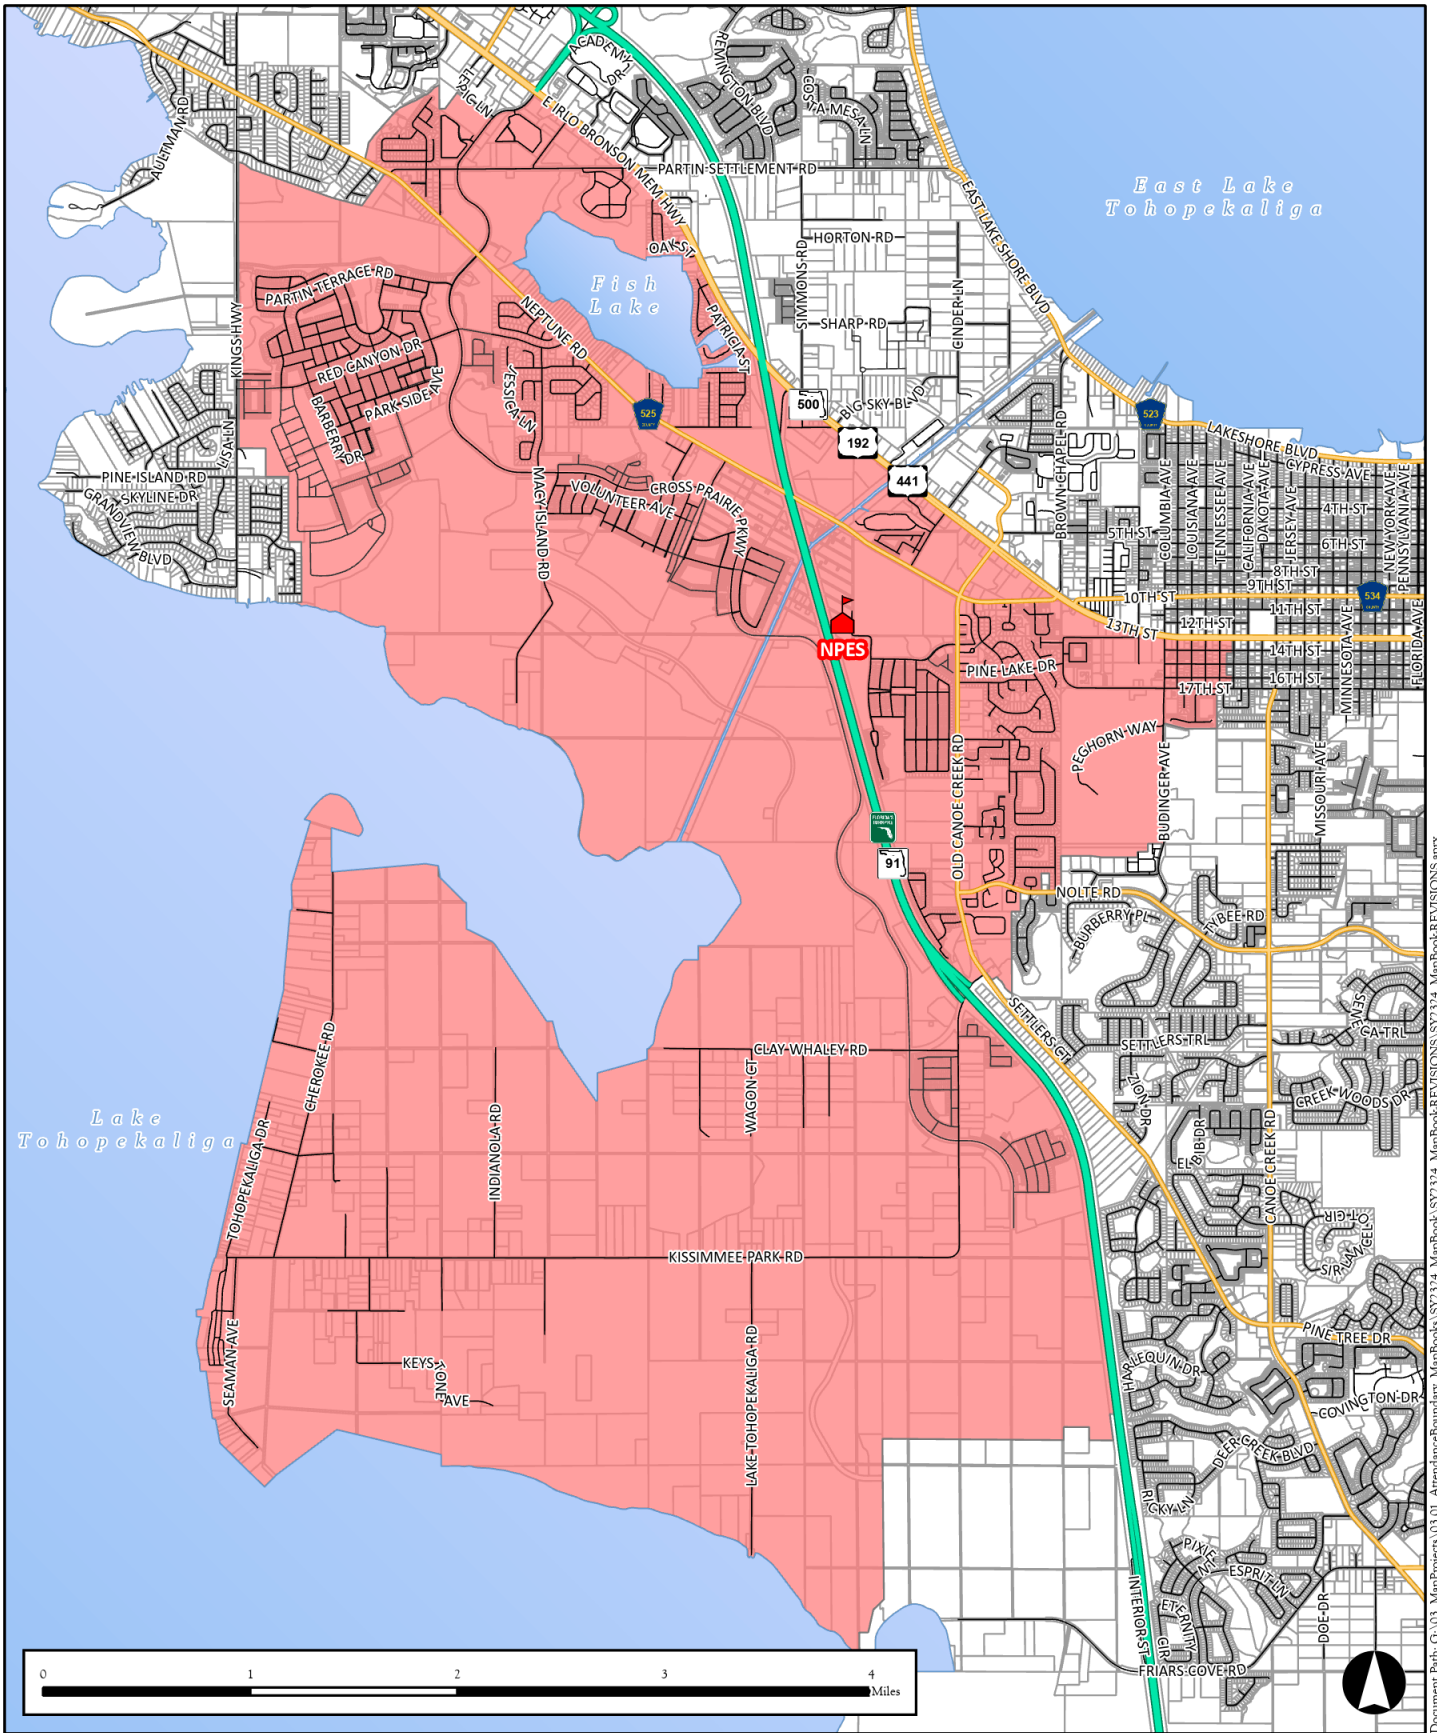 ACADEMY DR
REMINGTON BLVD
COSTA MESA LN
AULTMAN RD
E IRLO BRONSON MEM HWY
PARTIN SETTLEMENT RD
East Lake
Tohopekaliga
EAST LAKE SHORE BLVD
OAK ST
HORTON RD
SIMMONS RD
Fish
Lake
PARTIN TERRACE RD
KINGS HWY
NEPTUNE RD
PATRICIA ST
SHARP RD
CINDER LN
RED CANYON DR
PARK SIDE AVE
JESSICA LN
BARBERRY DR
500
BIG SKY BLVD
525
COUNTY
192
523
COUNTY
LAKESHORE BLVD
CYPRESS AVE
LISA LN
PINE ISLAND RD
SKYLINE DR
GRANDVIEW BLVD
MACY ISLAND RD
VOLUNTEER AVE
CROSS PRAIRIE PKWY
441
BROWN CHAPEL RD
COLUMBIA AVE
LOUISIANA AVE
TENNESSEE AVE
CALIFORNIA AVE
DAKOTA AVE
JERSEY AVE
NEW YORK AVE
PENNSYLVANIA AVE
4TH ST
5TH ST
6TH ST
8TH ST
9TH ST
534
COUNTY
10TH ST
11TH ST
12TH ST
13TH ST
14TH ST
16TH ST
17TH ST
MINNESOTA AVE
FLORIDA AVE
NPES
PINE LAKE DR
PEGHORN WAY
OLD CANOE CREEK RD
BUDINGER AVE
MISSOURI AVE
91
NOLTE RD
BURBERRY PL
TYBEE RD
SETTLERS CT
SETTLERS TRL
SENECA TRL
CLAY WHALEY RD
WAGON CT
CHEROKEE RD
INDIANOLA RD
TOHOPEKALIGA DR
Lake
Tohopekaliga
ZION DR
CREEK WOODS DR
EL BIB DR
CANOE CREEK RD
SIR LANCELOT CIR
KISSIMMEE PARK RD
SEAMAN AVE
KEYSTONE AVE
LAKE TOHOPEKALIGA RD
PINE TREE DR
HARLEQUIN DR
COVINGTON DR
DEER CREEK BLVD
RICKY LN
PIXIE LN
ESPRIT LN
ETERNITY CIR
INTERIOR ST
DOE DR
FRIARS COVE RD
0 1 2 3 4
Miles